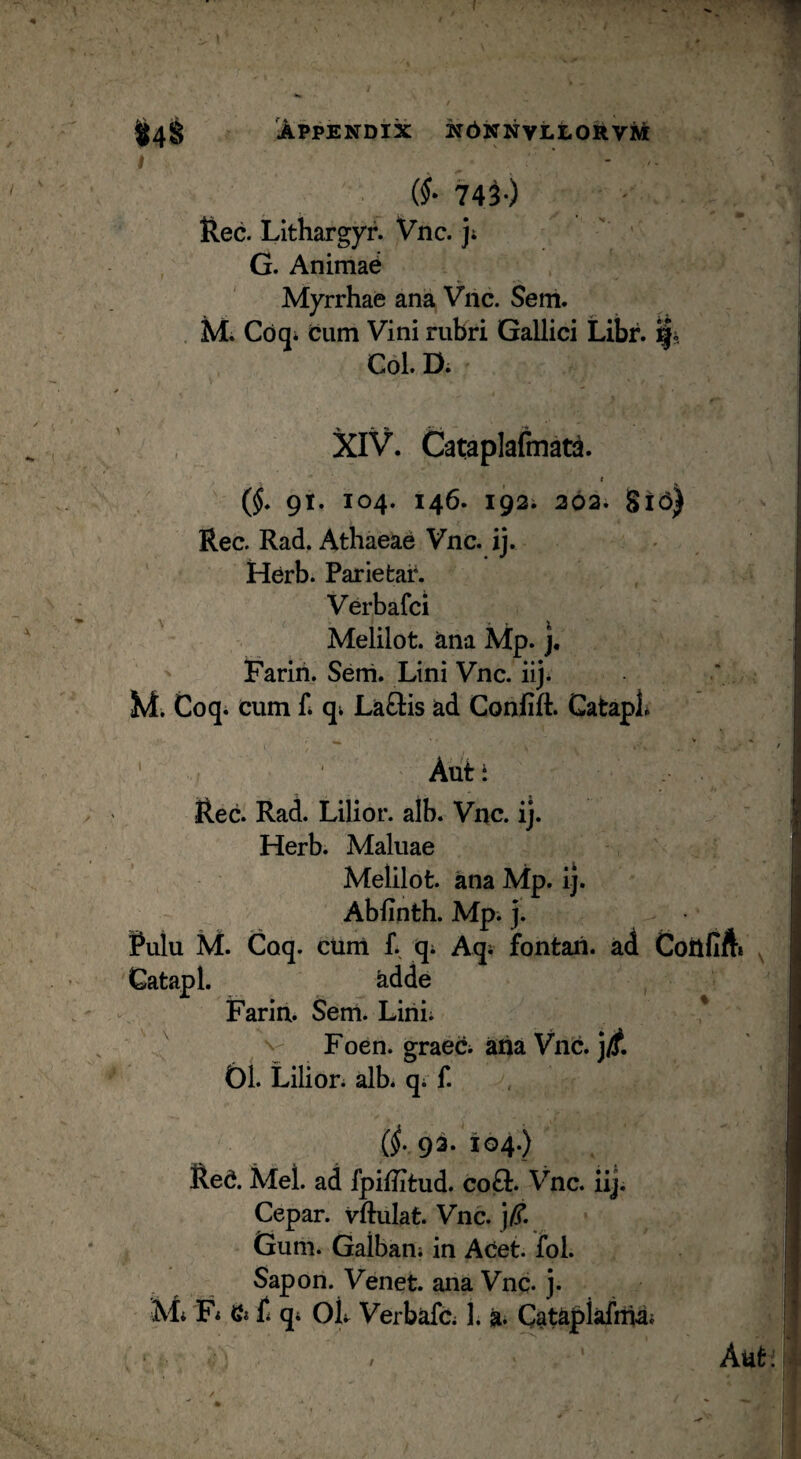 848 APPENDIX NONNVLLORVM
(§. 743.)
Rec. Lithargyr. Vnc. j.
G. Animae
Myrrhae ana Vnc. Sem.
M. Coq. cum Vini rubri Gallici Libr. ij.
Col. D.
XIV. Cataplaſmata.
(§. 91. 104. 146. 192. 202. 810)
Rec. Rad. Athaeae Vnc. ij.
Herb. Parietar.
Verbaſci
Melilot. ana Mp. j.
Farin. Sem. Lini Vnc. iij.
M. Coq. cum ſ. q. Lactis ad Conſiſt. Catapl.
Aut:
Rec. Rad. Lilior. alb. Vnc. ij.
Herb. Maluae
Melilot. ana Mp. ij.
Abſinth. Mp. j.
Pulu M. Coq. cum ſ. q. Aq. fontan. ad Conſiſt.
Catapl. adde
Farin. Sem. Lini.
Foen. graec. ana Vnc. jß.
Ol. Lilior. alb. q. ſ.
(§. 92. 104.)
Rec. Mel. ad ſpiſſitud. coct. Vnc. iij.
Cepar. vſtulat. Vnc. jß.
Gum. Galban. in Acet. ſol.
Sapon. Venet. ana Vnc. j.
M. F. C. ſ. q. Ol. Verbaſc. l. a. Cataplaſma.
Aut: